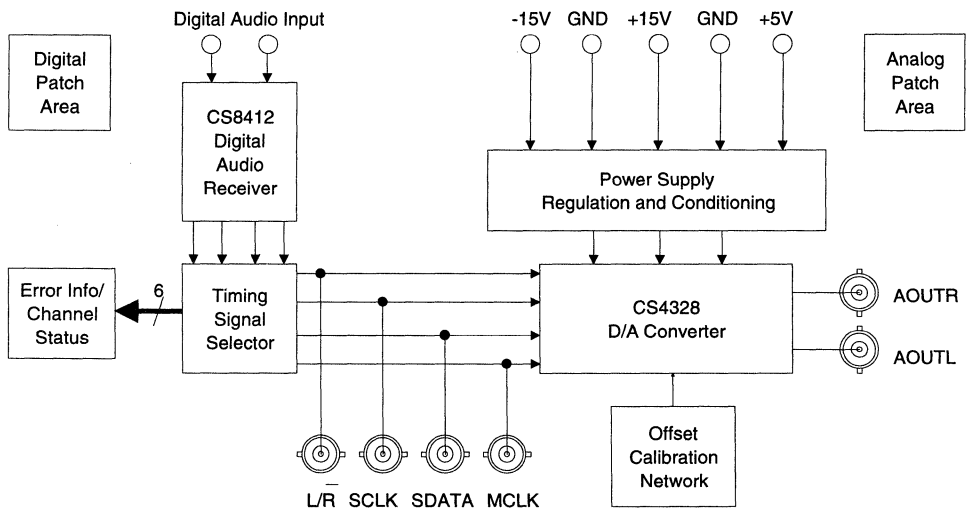 Digital Audio Input
-15V GND +15V GND +5V
Digital
Patch
Area
Analog
Patch
Area
CS8412
Digital
Audio
Receiver
Power Supply
Regulation and Conditioning
Error Info/
Channel
Status
6
Timing
Signal
Selector
CS4328
D/A Converter
AOUTR
AOUTL
Offset
Calibration
Network
L/R̅ SCLK SDATA MCLK